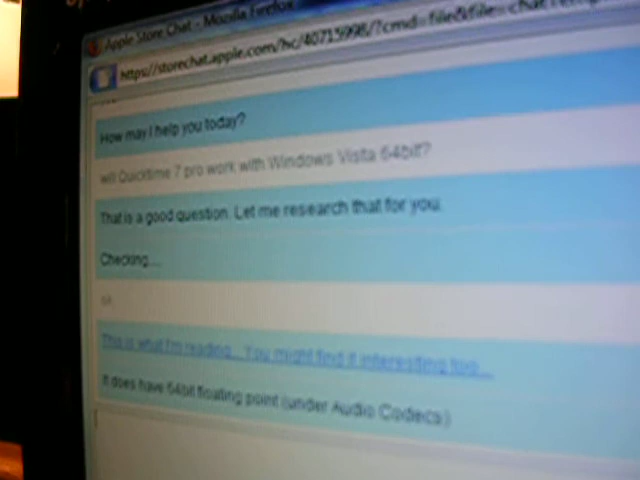 Apple Store Chat - Mozilla Firefox
https://storechat.apple.com/hc/40715998/?cmd=file&file=chat
How may I help you today?
will Quicktime 7 pro work with Windows Visita 64bit?
That is a good question. Let me research that for you.
Checking....
ok
This is what I'm reading... You might find it interesting too...
It does have 64bit floating point (under Audio Codecs)